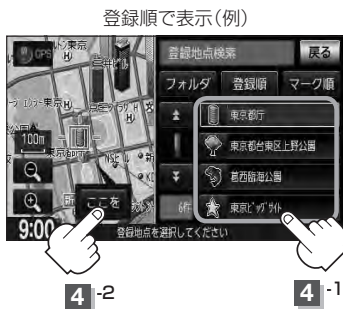 登録順で表示(例)
GPS
登録地点検索
戻る
フォルダ
登録順
マーク順
東京都庁
100m
東京都台東区上野公園
葛西臨海公園
ここを
6件
東京ビッグサイト
9:00
登録地点を選択してください
4-2
4-1